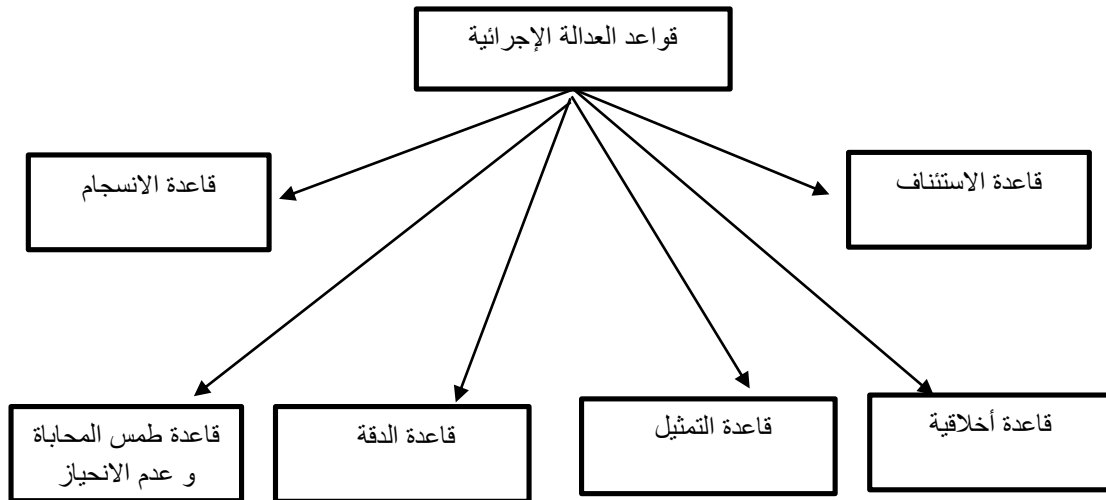 قواعد العدالة الإجرائية
قاعدة الاستئناف
قاعدة الانسجام
قاعدة أخلاقية
قاعدة التمثيل
قاعدة الدقة
قاعدة طمس المحاباة
و عدم الانحياز